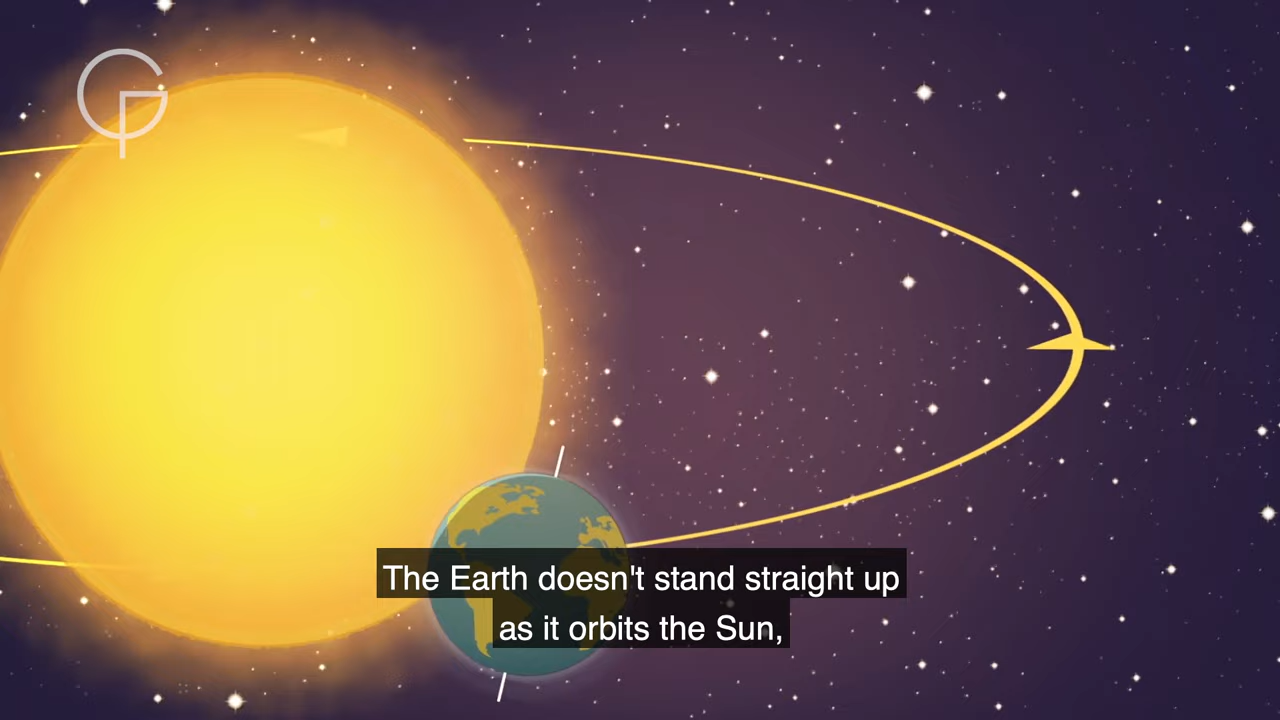 The Earth doesn't stand straight up
as it orbits the Sun,